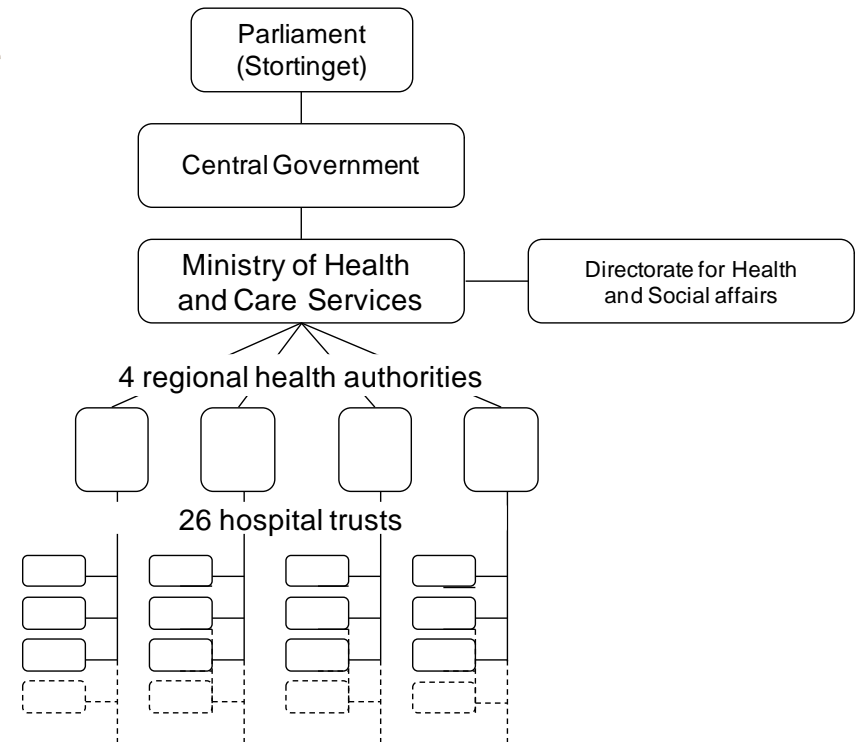 Parliament
(Stortinget)
Central Government
Ministry of Health
and Care Services
Directorate for Health
and Social affairs
4 regional health authorities
26 hospital trusts